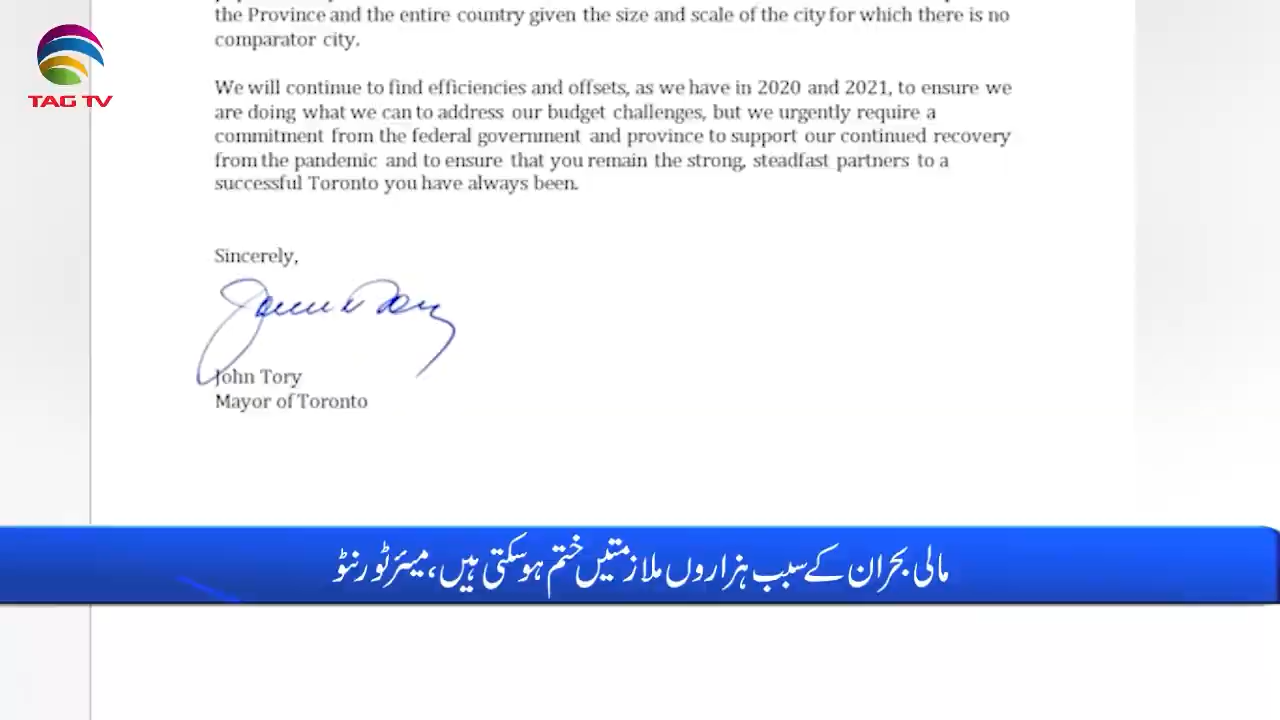 the Province and the entire country given the size and scale of the city for which there is no
comparator city.
We will continue to find efficiencies and offsets, as we have in 2020 and 2021, to ensure we
are doing what we can to address our budget challenges, but we urgently require a
commitment from the federal government and province to support our continued recovery
from the pandemic and to ensure that you remain the strong, steadfast partners to a
successful Toronto you have always been.
Sincerely,
John Tory
Mayor of Toronto
TAG TV
مالی بحران کے سبب ہزاروں ملازمتیں ختم ہوسکتی ہیں، میئر ٹورنٹو